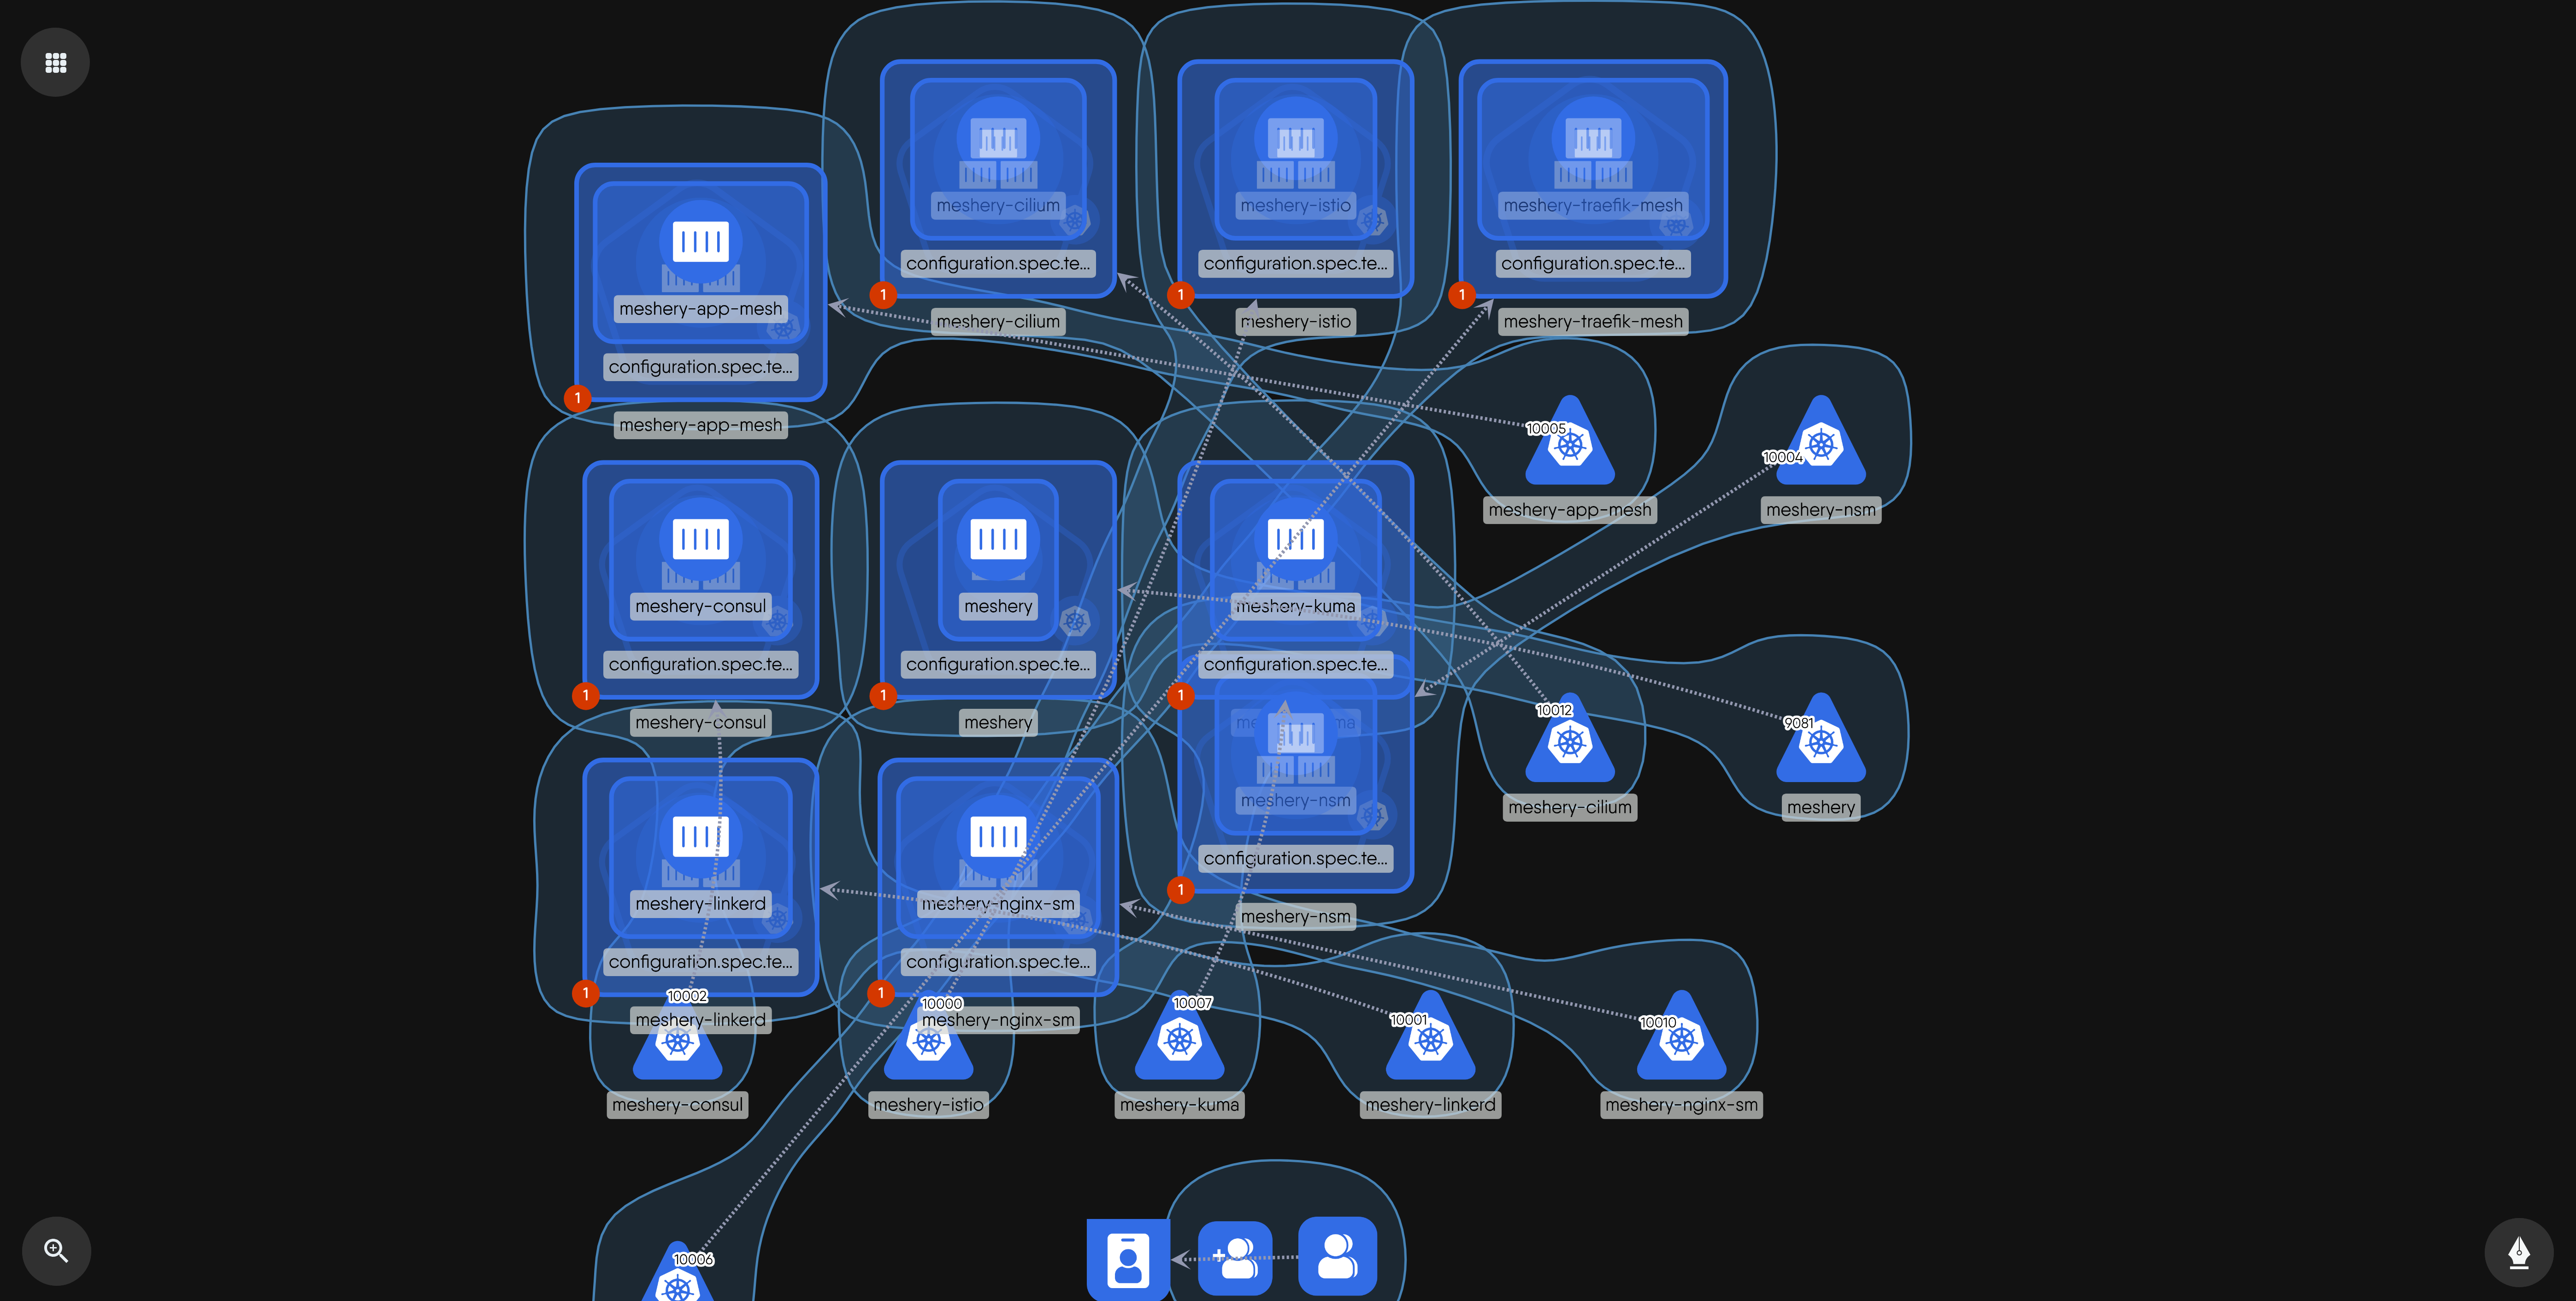 meshery-cilium
meshery-istio
meshery-traefik-mesh
configuration.spec.te...
configuration.spec.te...
configuration.spec.te...
1
1
1
meshery-cilium
meshery-istio
meshery-traefik-mesh
meshery-app-mesh
configuration.spec.te...
1
meshery-app-mesh
10005
meshery-app-mesh
10004
meshery-nsm
meshery-consul
meshery
meshery-kuma
configuration.spec.te...
configuration.spec.te...
configuration.spec.te...
1
1
1
meshery-consul
meshery
10012
meshery-cilium
9081
meshery
meshery-nsm
configuration.spec.te...
1
meshery-nsm
meshery-linkerd
meshery-nginx-sm
configuration.spec.te...
configuration.spec.te...
1
1
meshery-linkerd
meshery-nginx-sm
10002
10000
10007
10001
10010
meshery-consul
meshery-istio
meshery-kuma
meshery-linkerd
meshery-nginx-sm
10006